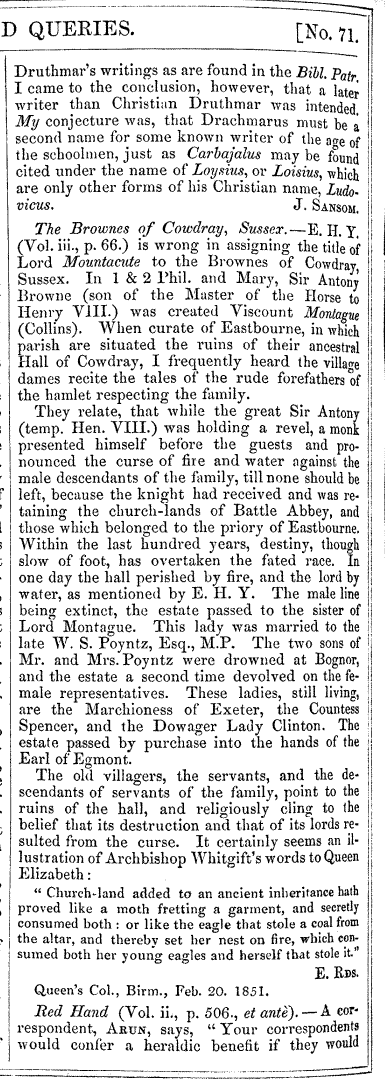 D QUERIES. [No. 71.
Druthmar's writings as are found in the Bibl. Patr.
I came to the conclusion, however, that a later
writer than Christian Druthmar was intended.
My conjecture was, that Drachmarus must be a
second name for some known writer of the age of
the schoolmen, just as Carbajalus may be found
cited under the name of Loysius, or Loisius, which
are only other forms of his Christian name, Ludo-
vicus. J. SANSOM.
The Brownes of Cowdray, Sussex.—E. H. Y.
(Vol. iii., p. 66.) is wrong in assigning the title of
Lord Mountacute to the Brownes of Cowdray,
Sussex. In 1 & 2 Phil. and Mary, Sir Antony
Browne (son of the Master of the Horse to
Henry VIII.) was created Viscount Montague
(Collins). When curate of Eastbourne, in which
parish are situated the ruins of their ancestral
Hall of Cowdray, I frequently heard the village
dames recite the tales of the rude forefathers of
the hamlet respecting the family.
They relate, that while the great Sir Antony
(temp. Hen. VIII.) was holding a revel, a monk
presented himself before the guests and pro-
nounced the curse of fire and water against the
male descendants of the family, till none should be
left, because the knight had received and was re-
taining the church-lands of Battle Abbey, and
those which belonged to the priory of Eastbourne.
Within the last hundred years, destiny, though
slow of foot, has overtaken the fated race. In
one day the hall perished by fire, and the lord by
water, as mentioned by E. H. Y. The male line
being extinct, the estate passed to the sister of
Lord Montague. This lady was married to the
late W. S. Poyntz, Esq., M.P. The two sons of
Mr. and Mrs. Poyntz were drowned at Bognor,
and the estate a second time devolved on the fe-
male representatives. These ladies, still living,
are the Marchioness of Exeter, the Countess
Spencer, and the Dowager Lady Clinton. The
estate passed by purchase into the hands of the
Earl of Egmont.
The old villagers, the servants, and the de-
scendants of servants of the family, point to the
ruins of the hall, and religiously cling to the
belief that its destruction and that of its lords re-
sulted from the curse. It certainly seems an il-
lustration of Archbishop Whitgift's words to Queen
Elizabeth:
" Church-land added to an ancient inheritance hath
proved like a moth fretting a garment, and secretly
consumed both: or like the eagle that stole a coal from
the altar, and thereby set her nest on fire, which con-
sumed both her young eagles and herself that stole it."
E. RDS.
Queen's Col., Birm., Feb. 20. 1851.
Red Hand (Vol. ii., p. 506., et antè).—A cor-
respondent, ARUN, says, "Your correspondents
would confer a heraldic benefit if they would